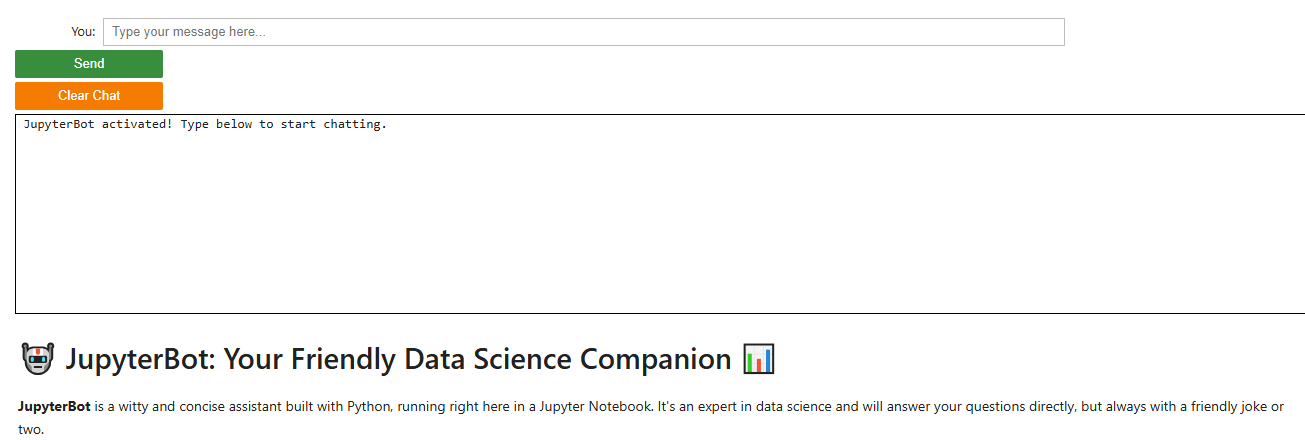 You: Type your message here...
Send
Clear Chat
JupyterBot activated! Type below to start chatting.
JupyterBot: Your Friendly Data Science Companion
JupyterBot is a witty and concise assistant built with Python, running right here in a Jupyter Notebook. It's an expert in data science and will answer your questions directly, but always with a friendly joke or
two.